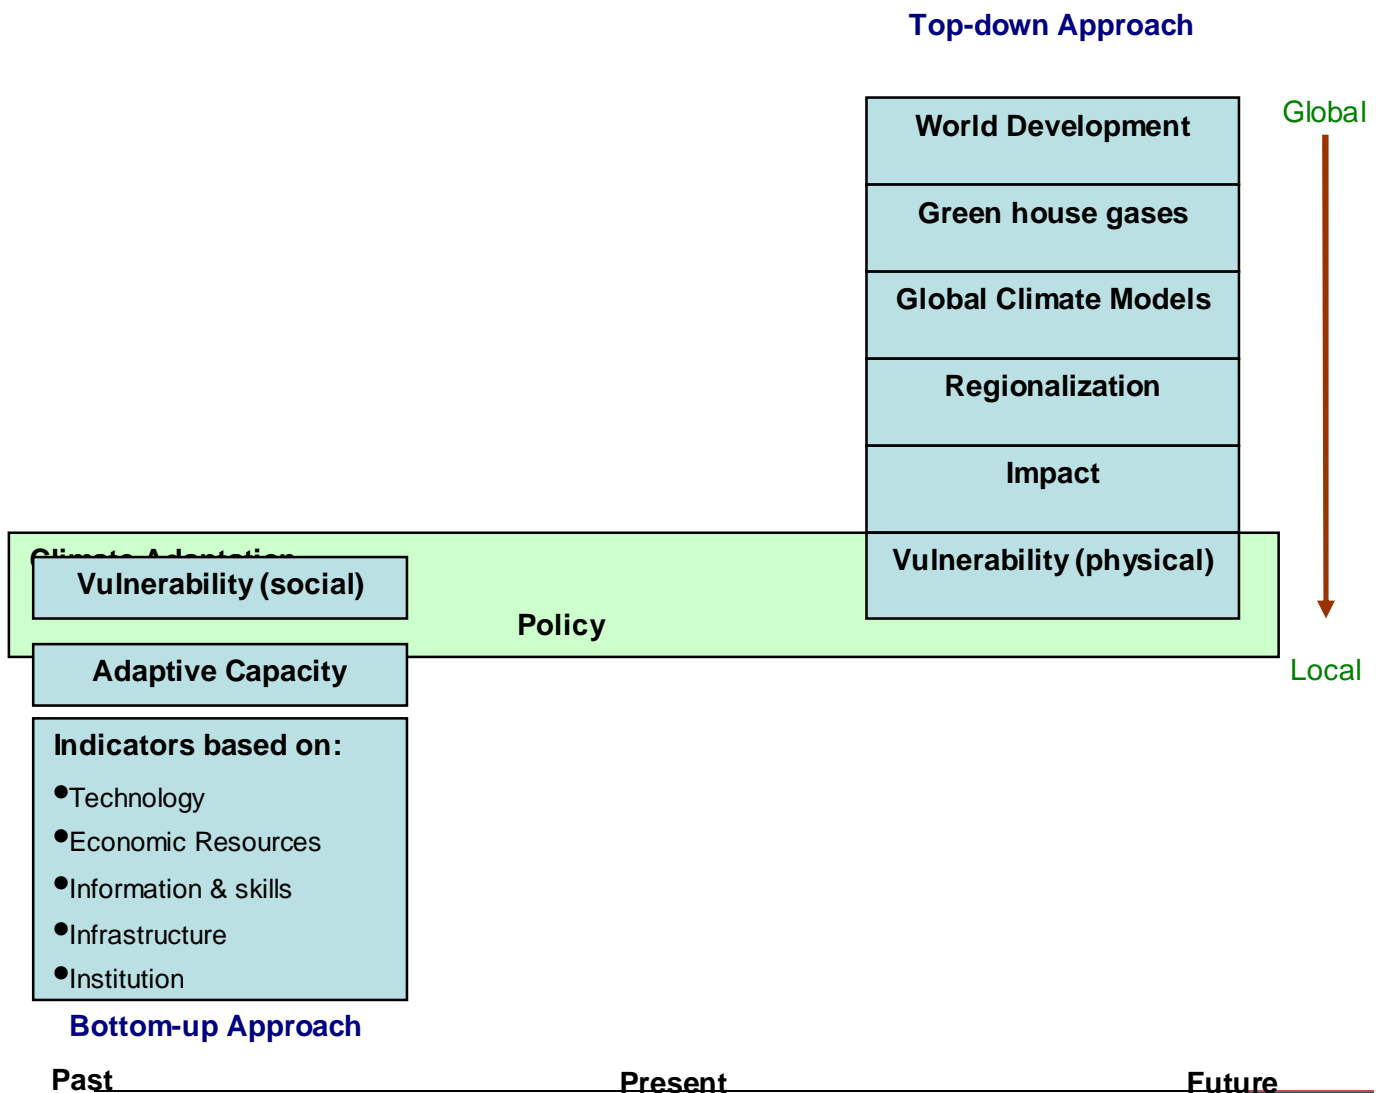 Top-down Approach
World Development
Global
Green house gases
Global Climate Models
Regionalization
Impact
Climate Adaptation
Vulnerability (physical)
Vulnerability (social)
Policy
Adaptive Capacity
Local
Indicators based on:
•Technology
•Economic Resources
•Information & skills
•Infrastructure
•Institution
Bottom-up Approach
Past Present Future